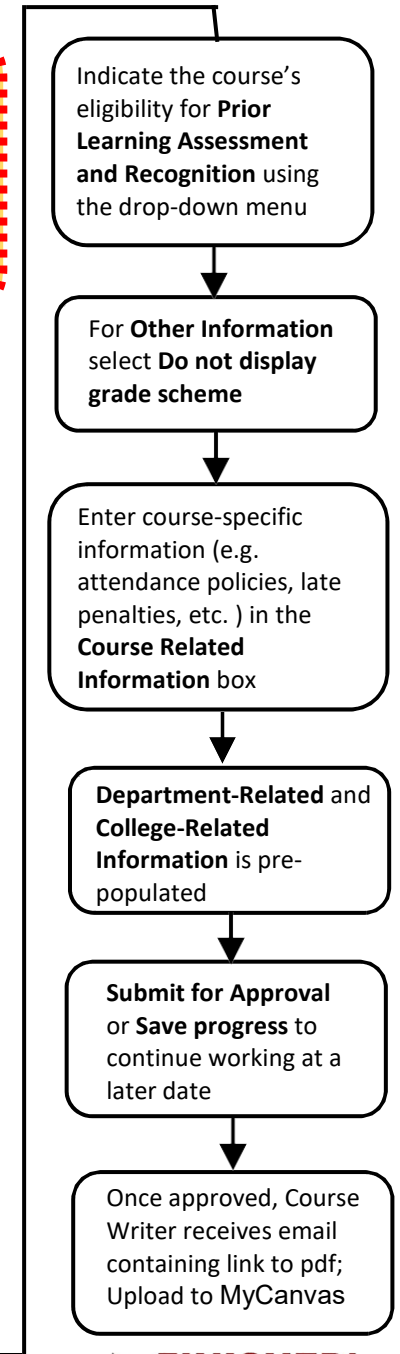 Indicate the course's
eligibility for Prior
Learning Assessment
and Recognition using
the drop-down menu
For Other Information
select Do not display
grade scheme
Enter course-specific
information (e.g.
attendance policies, late
penalties, etc. ) in the
Course Related
Information box
Department-Related and
College-Related
Information is pre-
populated
Submit for Approval
or Save progress to
continue working at a
later date
Once approved, Course
Writer receives email
containing link to pdf;
Upload to MyCanvas